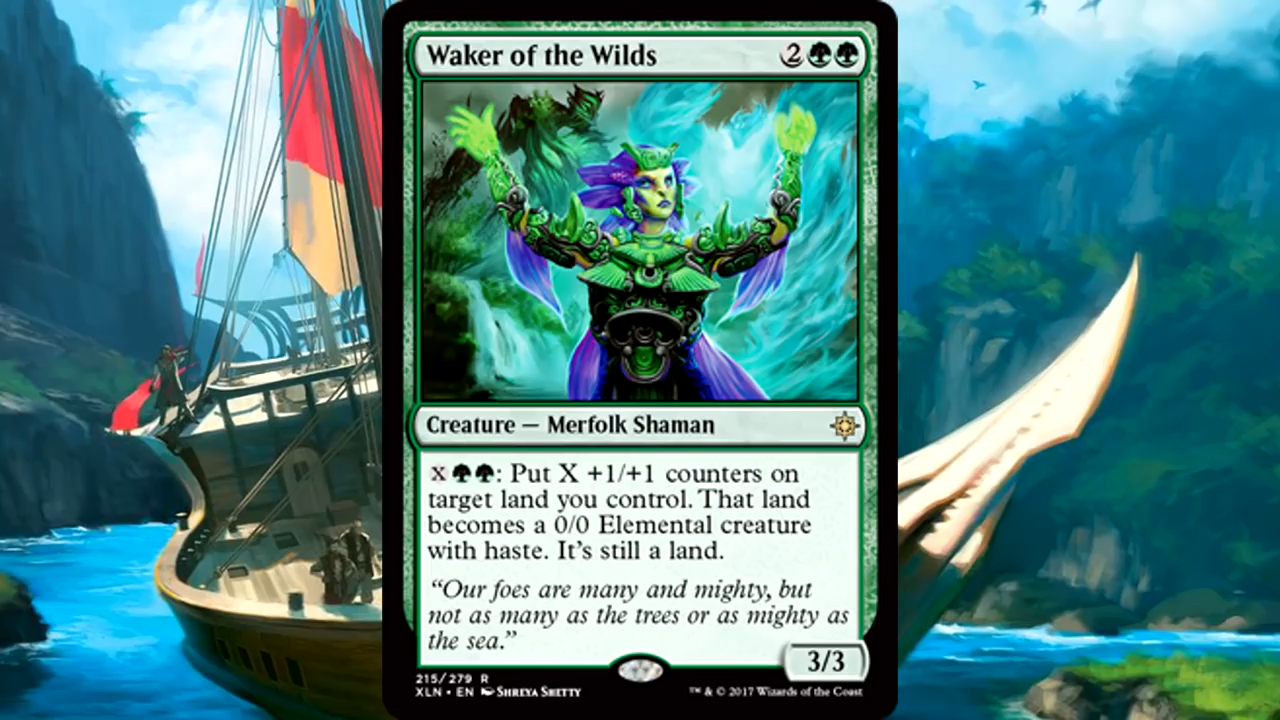 Waker of the Wilds 2
Creature — Merfolk Shaman
X : Put X +1/+1 counters on
target land you control. That land
becomes a 0/0 Elemental creature
with haste. It's still a land.
“Our foes are many and mighty, but
not as many as the trees or as mighty as
the sea.”
3/3
215/279 R
XLN • EN Shreya Shetty
™ & © 2017 Wizards of the Coast